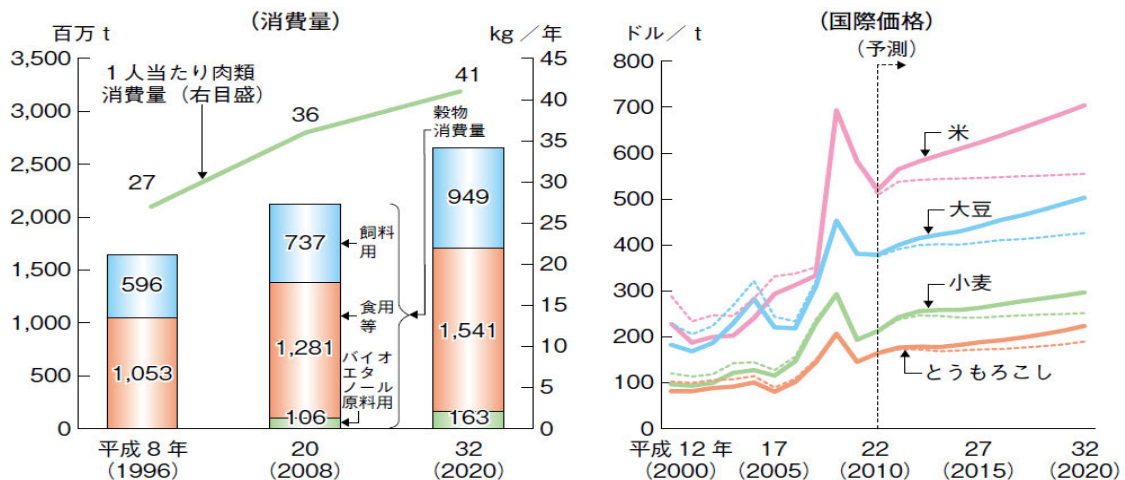 (消費量)
百万 t
kg/年
3,500
3,000
2,500
2,000
1,500
1,000
500
0
45
40
35
30
25
20
15
10
5
0
1人当たり肉類
消費量(右目盛)
27
36
41
穀物
消費量
596
1,053
737
1,281
106
949
1,541
163
飼料
用
食用
等
バイオ
エタ
ノール
原料用
平成 8 年
(1996)
20
(2008)
32
(2020)
(国際価格)
ドル/t
(予測)
800
700
600
500
400
300
200
100
0
米
大豆
小麦
とうもろこし
平成 12 年
(2000)
17
(2005)
22
(2010)
27
(2015)
32
(2020)